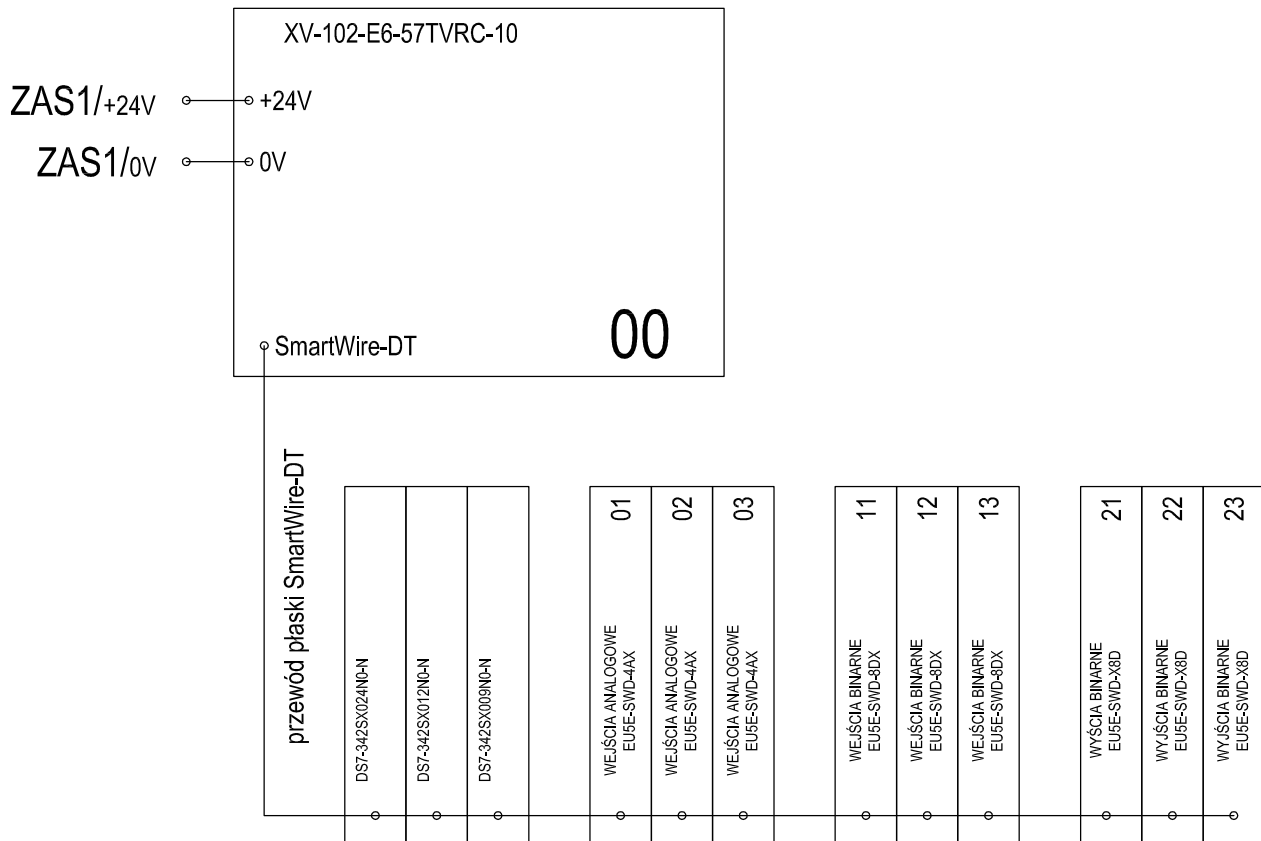 XV-102-E6-57TVRC-10
ZAS1/+24V
+24V
ZAS1/0V
0V
SmartWire-DT
00
przewód płaski SmartWire-DT
DS7-342SX024N0-N
DS7-342SX012N0-N
DS7-342SX009N0-N
01
WEJŚCIA ANALOGOWE
EU5E-SWD-4AX
02
WEJŚCIA ANALOGOWE
EU5E-SWD-4AX
03
WEJŚCIA ANALOGOWE
EU5E-SWD-4AX
11
WEJŚCIA BINARNE
EU5E-SWD-8DX
12
WEJŚCIA BINARNE
EU5E-SWD-8DX
13
WEJŚCIA BINARNE
EU5E-SWD-8DX
21
WYŚCIA BINARNE
EU5E-SWD-X8D
22
WYJŚCIA BINARNE
EU5E-SWD-X8D
23
WYJŚCIA BINARNE
EU5E-SWD-X8D